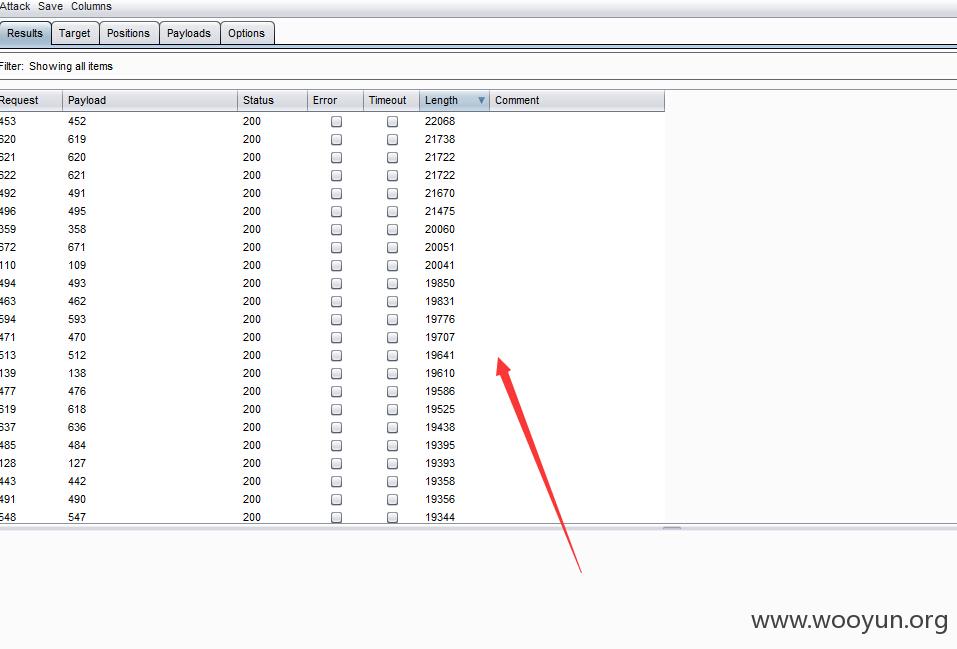 Attack Save Columns
Results Target Positions Payloads Options
Filter: Showing all items
Request Payload Status Error Timeout Length Comment
453 452 200 22068
620 619 200 21738
621 620 200 21722
622 621 200 21722
492 491 200 21670
496 495 200 21475
359 358 200 20060
672 671 200 20051
110 109 200 20041
494 493 200 19850
463 462 200 19831
594 593 200 19776
471 470 200 19707
513 512 200 19641
139 138 200 19610
477 476 200 19586
619 618 200 19525
637 636 200 19438
485 484 200 19395
128 127 200 19393
443 442 200 19358
491 490 200 19356
548 547 200 19344
www.wooyun.org